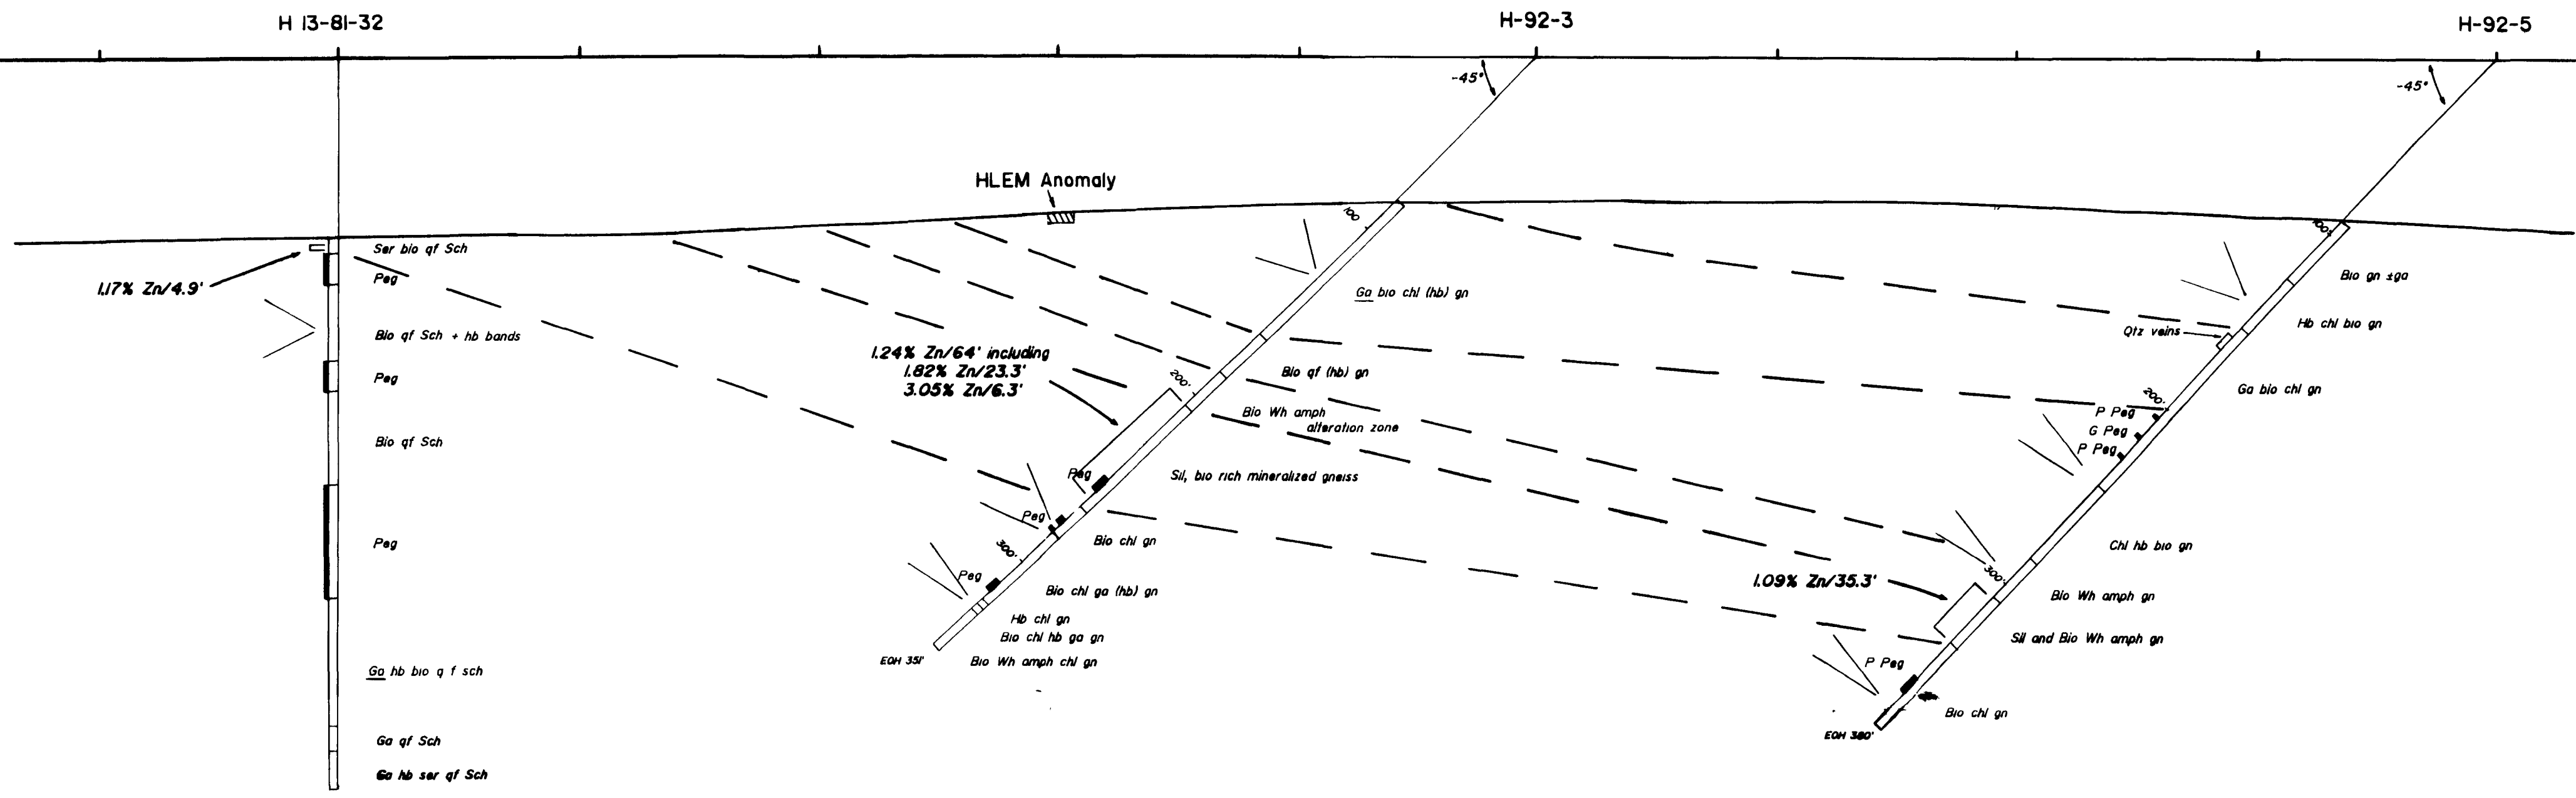 H 13-81-32
H-92-3
H-92-5
-45°
-45°
HLEM Anomaly
1.17% Zn/4.9'
Ser bio qf Sch
Peg
Bio qf Sch + hb bands
Peg
Bio qf Sch
Peg
Ga hb bio q f sch
Ga qf Sch
Ga hb ser qf Sch
100
Ga bio chl (hb) gn
1.24% Zn/64' including
1.82% Zn/23.3'
3.05% Zn/6.3'
200'
Bio qf (hb) gn
Bio Wh amph
alteration zone
Peg
Sil, bio rich mineralized gneiss
Peg
Bio chl gn
300'
Peg
Bio chl ga (hb) gn
Hb chl gn
Bio chl hb ga gn
EOH 351'
Bio Wh amph chl gn
100'
Bio gn ±ga
Qtz veins
Hb chl bio gn
Ga bio chl gn
200'
P Peg
G Peg
P Peg
Chl hb bio gn
300'
1.09% Zn/35.3'
Bio Wh amph gn
Sil and Bio Wh amph gn
P Peg
Bio chl gn
EOH 380'